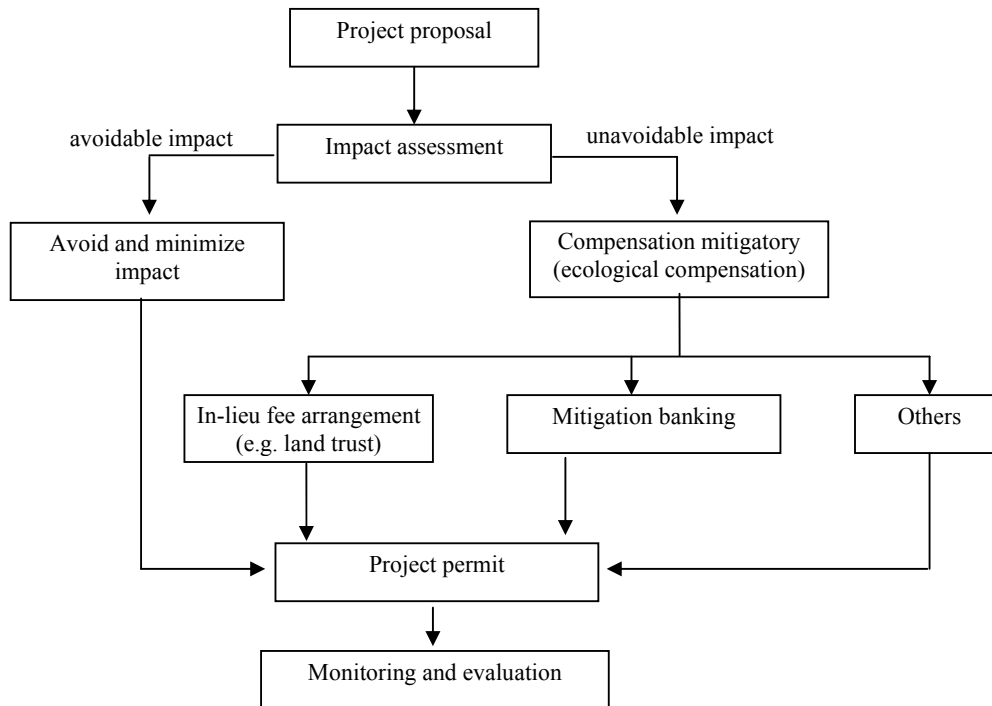 Project proposal
avoidable impact
Impact assessment
unavoidable impact
Avoid and minimize
impact
Compensation mitigatory
(ecological compensation)
In-lieu fee arrangement
(e.g. land trust)
Mitigation banking
Others
Project permit
Monitoring and evaluation